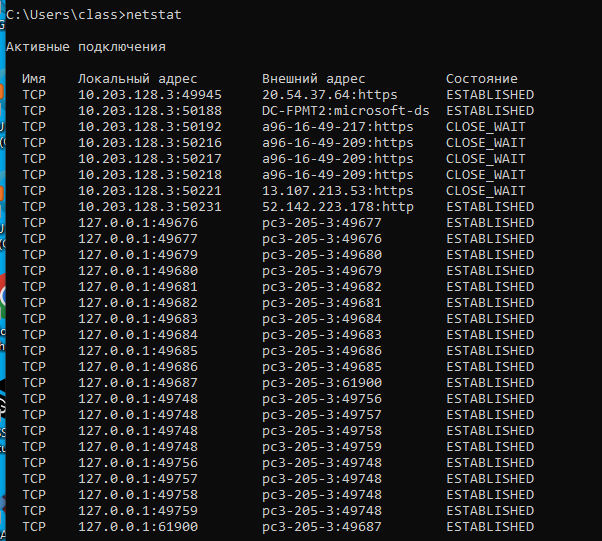 C:\Users\class>netstat
Активные подключения
Имя Локальный адрес Внешний адрес Состояние
TCP 10.203.128.3:49945 20.54.37.64:https ESTABLISHED
TCP 10.203.128.3:50188 DC-FPMT2:microsoft-ds ESTABLISHED
TCP 10.203.128.3:50192 a96-16-49-217:https CLOSE_WAIT
TCP 10.203.128.3:50216 a96-16-49-209:https CLOSE_WAIT
TCP 10.203.128.3:50217 a96-16-49-209:https CLOSE_WAIT
TCP 10.203.128.3:50218 a96-16-49-209:https CLOSE_WAIT
TCP 10.203.128.3:50221 13.107.213.53:https CLOSE_WAIT
TCP 10.203.128.3:50231 52.142.223.178:http ESTABLISHED
TCP 127.0.0.1:49676 pc3-205-3:49677 ESTABLISHED
TCP 127.0.0.1:49677 pc3-205-3:49676 ESTABLISHED
TCP 127.0.0.1:49679 pc3-205-3:49680 ESTABLISHED
TCP 127.0.0.1:49680 pc3-205-3:49679 ESTABLISHED
TCP 127.0.0.1:49681 pc3-205-3:49682 ESTABLISHED
TCP 127.0.0.1:49682 pc3-205-3:49681 ESTABLISHED
TCP 127.0.0.1:49683 pc3-205-3:49684 ESTABLISHED
TCP 127.0.0.1:49684 pc3-205-3:49683 ESTABLISHED
TCP 127.0.0.1:49685 pc3-205-3:49686 ESTABLISHED
TCP 127.0.0.1:49686 pc3-205-3:49685 ESTABLISHED
TCP 127.0.0.1:49687 pc3-205-3:61900 ESTABLISHED
TCP 127.0.0.1:49748 pc3-205-3:49756 ESTABLISHED
TCP 127.0.0.1:49748 pc3-205-3:49757 ESTABLISHED
TCP 127.0.0.1:49748 pc3-205-3:49758 ESTABLISHED
TCP 127.0.0.1:49748 pc3-205-3:49759 ESTABLISHED
TCP 127.0.0.1:49756 pc3-205-3:49748 ESTABLISHED
TCP 127.0.0.1:49757 pc3-205-3:49748 ESTABLISHED
TCP 127.0.0.1:49758 pc3-205-3:49748 ESTABLISHED
TCP 127.0.0.1:49759 pc3-205-3:49748 ESTABLISHED
TCP 127.0.0.1:61900 pc3-205-3:49687 ESTABLISHED